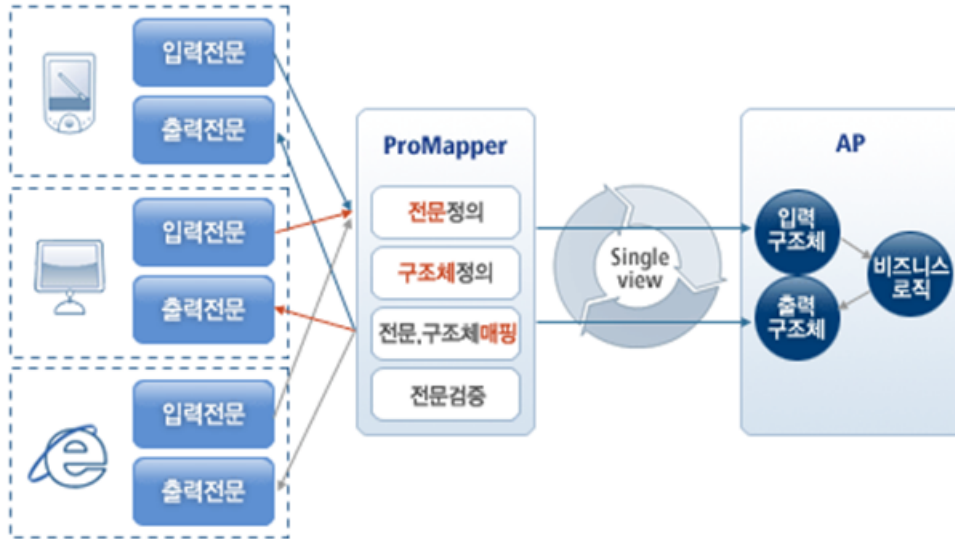 입력전문
출력전문
입력전문
출력전문
입력전문
출력전문
ProMapper
전문정의
구조체정의
전문,구조체매핑
전문검증
Single
view
AP
입력
구조체
출력
구조체
비즈니스
로직